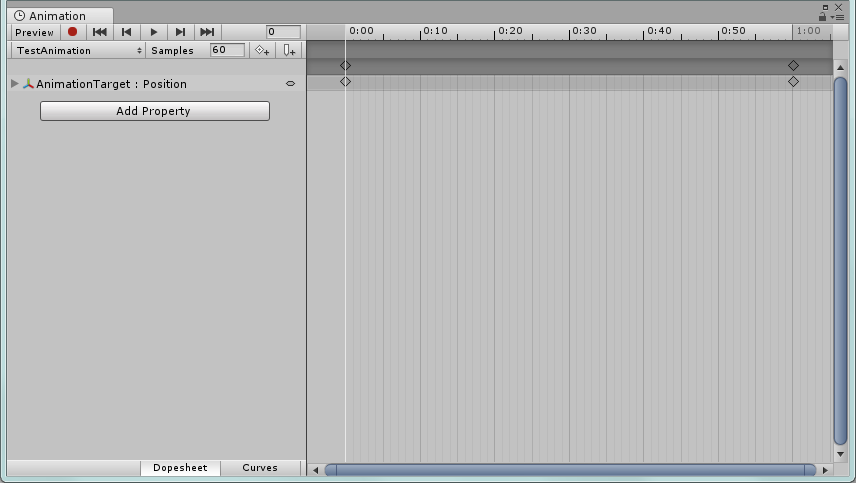 Animation
Preview 0 0:00 0:10 0:20 0:30 0:40 0:50 1:00
TestAnimation Samples 60
AnimationTarget : Position
Add Property
Dopesheet Curves